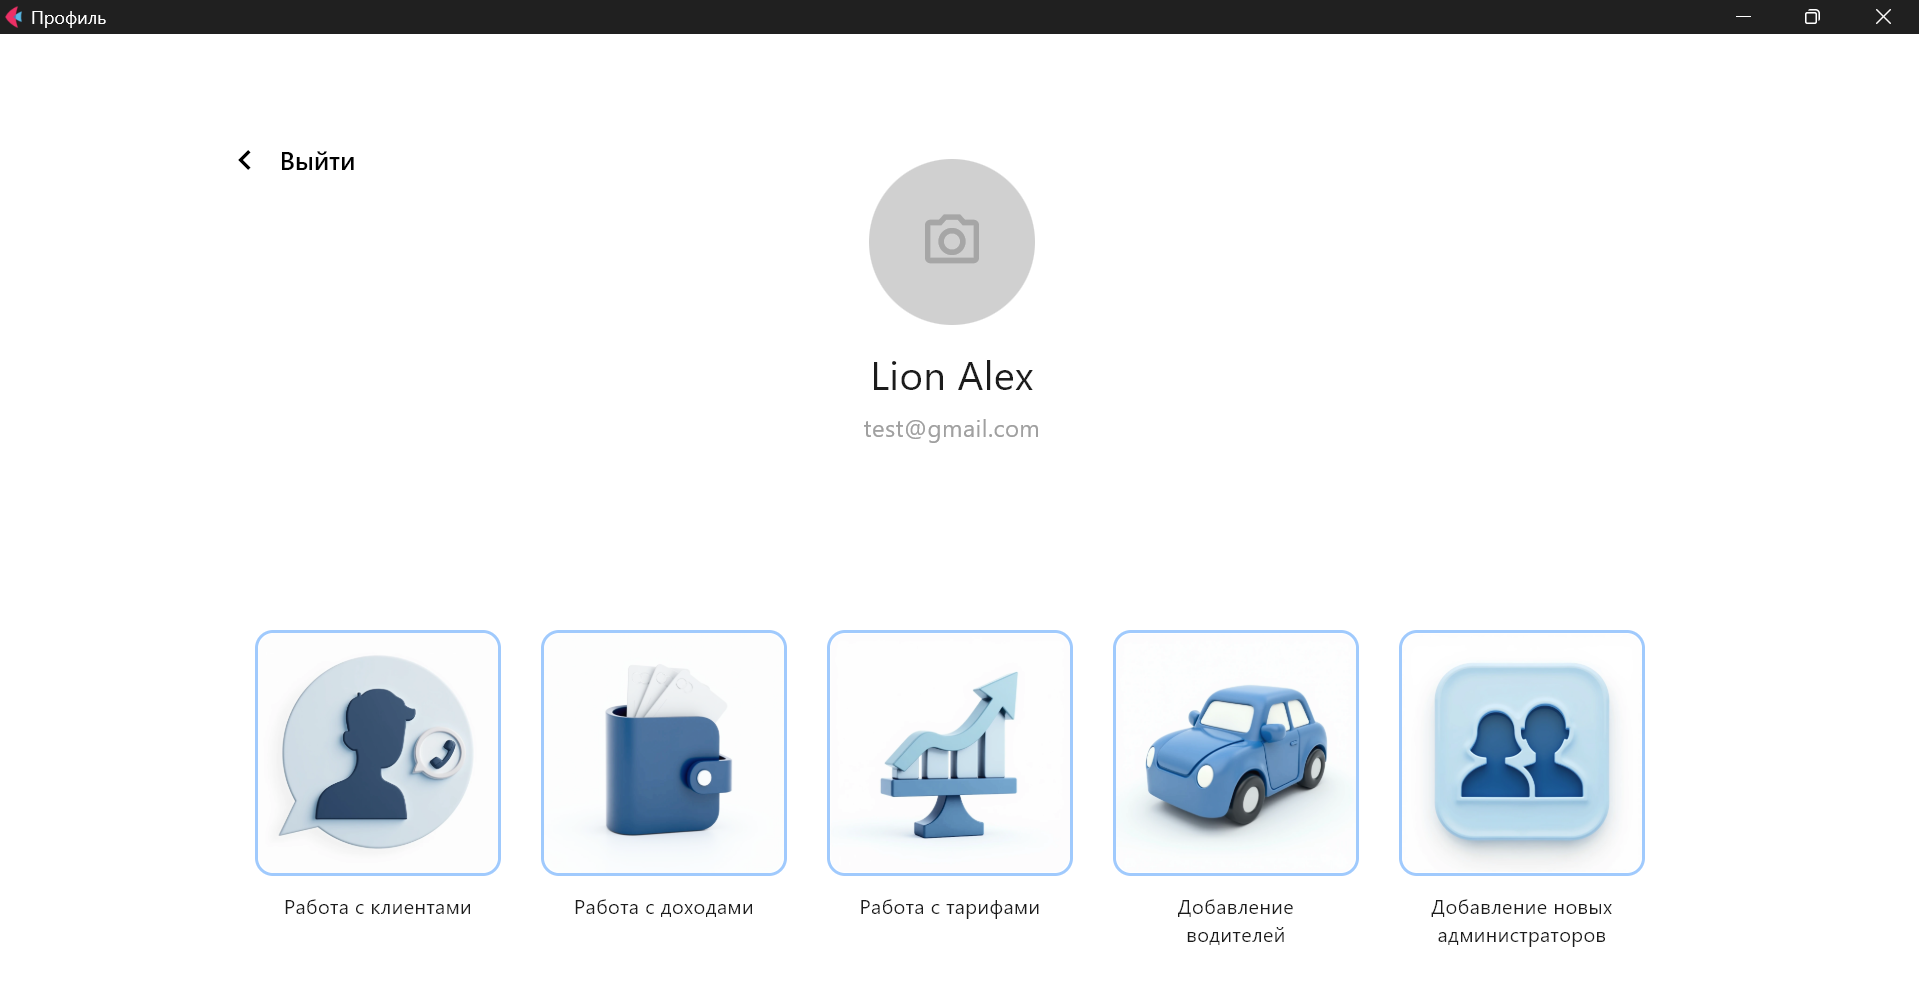 Профиль
Выйти
Lion Alex
test@gmail.com
Работа с клиентами
Работа с доходами
Работа с тарифами
Добавление
водителей
Добавление новых
администраторов